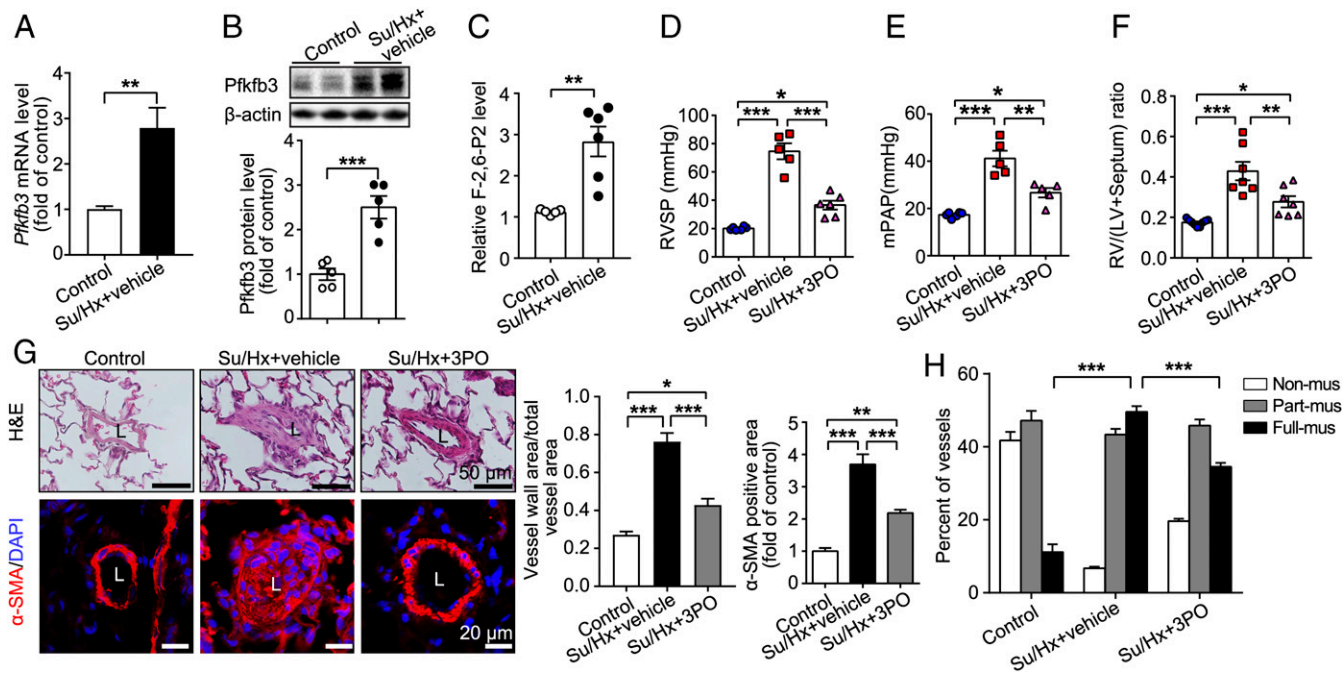 A
Pfkfb3 mRNA level
(fold of control)
4
3
2
1
0
**
Control
Su/Hx+vehicle
B
Control
Su/Hx+
vehicle
Pfkfb3
β-actin
Pfkfb3 protein level
(fold of control)
4
3
2
1
0
***
C
Relative F-2,6-P2 level
5
4
3
2
1
0
**
Control
Su/Hx+vehicle
D
RVSP (mmHg)
100
80
60
40
20
0
*
***
***
Control
Su/Hx+vehicle
Su/Hx+3PO
E
mPAP(mmHg)
80
60
40
20
0
*
***
**
Control
Su/Hx+vehicle
Su/Hx+3PO
F
RV/(LV+Septum) ratio
0.8
0.6
0.4
0.2
0.0
*
***
**
Control
Su/Hx+vehicle
Su/Hx+3PO
G
Control
Su/Hx+vehicle
Su/Hx+3PO
H&E
L
L
L
50 μm
α-SMA/DAPI
L
L
L
20 μm
Vessel wall area/total
vessel area
1.0
0.8
0.6
0.4
0.2
0
*
***
***
Control
Su/Hx+vehicle
Su/Hx+3PO
α-SMA positive area
(fold of control)
5
4
3
2
1
0
**
***
***
Control
Su/Hx+vehicle
Su/Hx+3PO
H
Percent of vessels
60
40
20
0
***
***
Non-mus
Part-mus
Full-mus
Control
Su/Hx+vehicle
Su/Hx+3PO